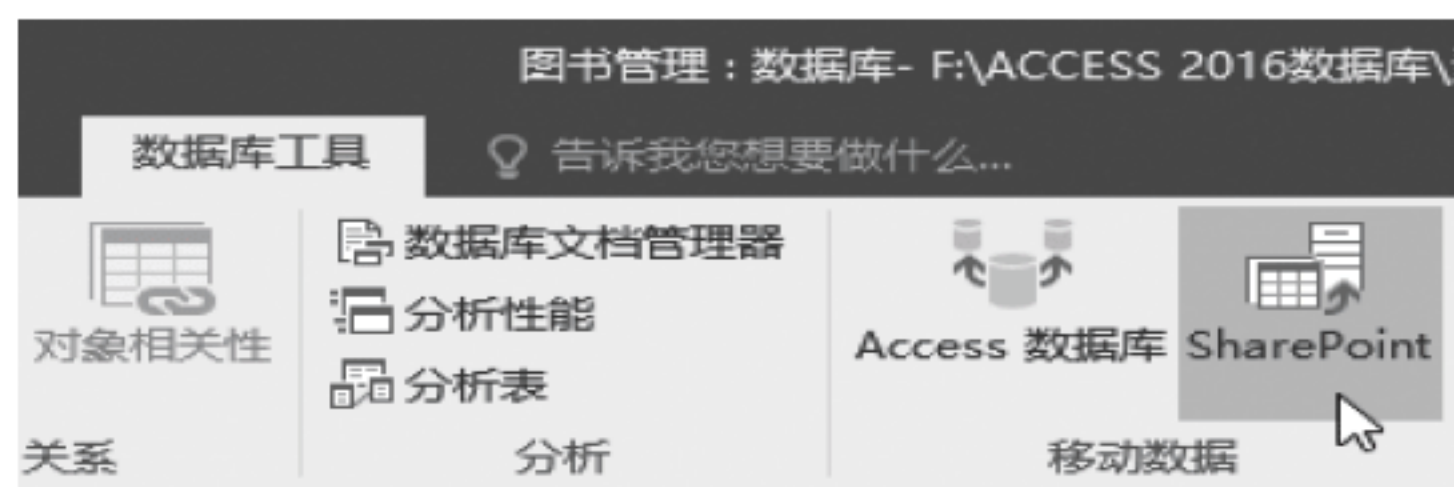 图书管理：数据库- F:\ACCESS 2016数据库\
数据库工具 告诉我您想要做什么...
对象相关性
数据库文档管理器
分析性能
分析表
Access 数据库 SharePoint
关系 分析 移动数据